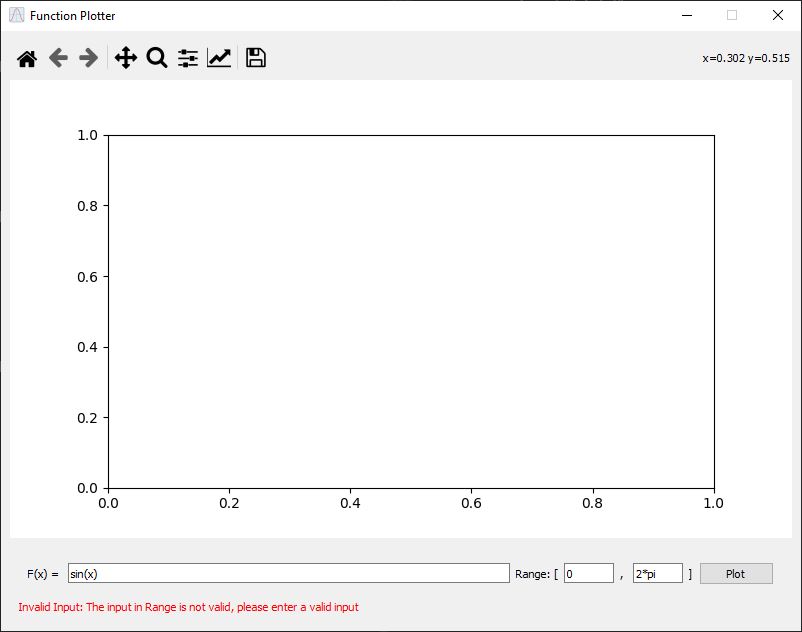 Function Plotter
x=0.302 y=0.515
1.0
0.8
0.6
0.4
0.2
0.0
0.0 0.2 0.4 0.6 0.8 1.0
F(x) = sin(x) Range: [ 0 , 2*pi ] Plot
Invalid Input: The input in Range is not valid, please enter a valid input